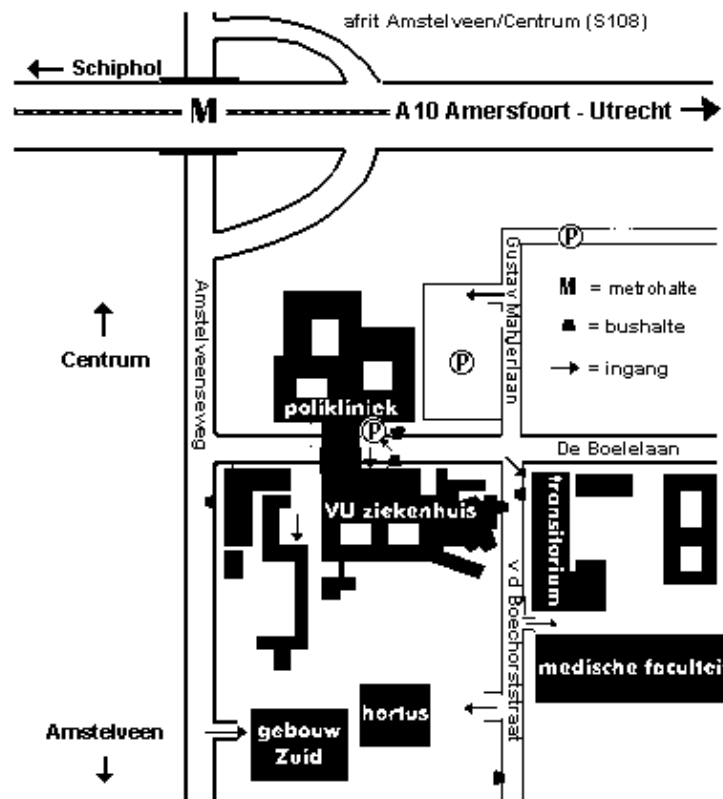 afrit Amstelveen/Centrum (S108)
Schiphol
M
A10 Amersfoort - Utrecht
P
Gustav Mahlerlaan
M = metrohalte
= bushalte
= ingang
Amstelveenseweg
Centrum
P
polikliniek
P
De Boelelaan
VU ziekenhuis
transitorium
v d Boechorststraat
medische facultei
hortus
Amstelveen
gebouw
Zuid